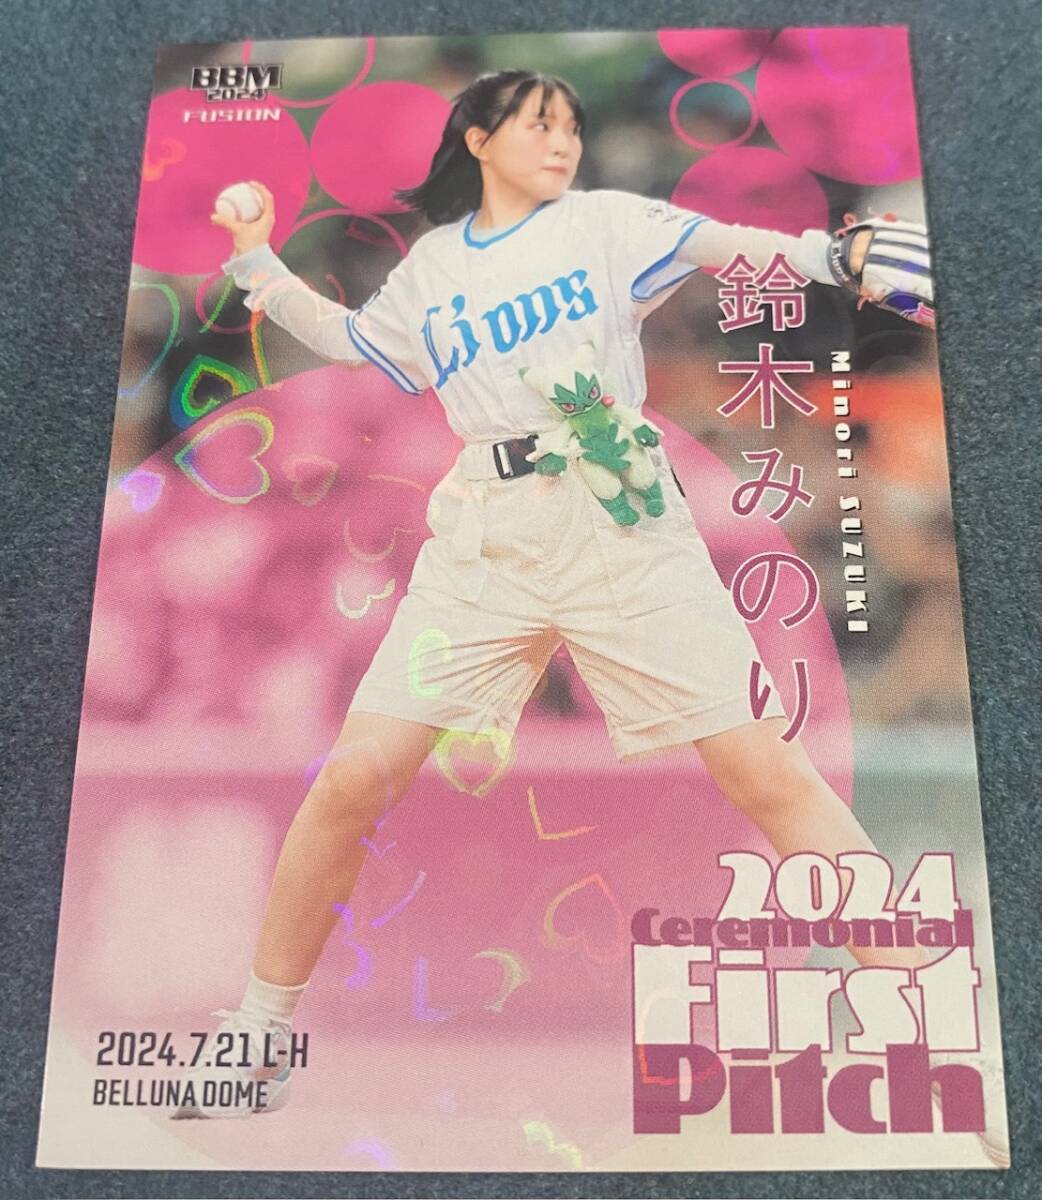 BBM
2024
FUSION
Lions
鈴木みのり
Minori SUZUKI
2024
Ceremonial
First
Pitch
2024.7.21 L-H
BELLUNA DOME